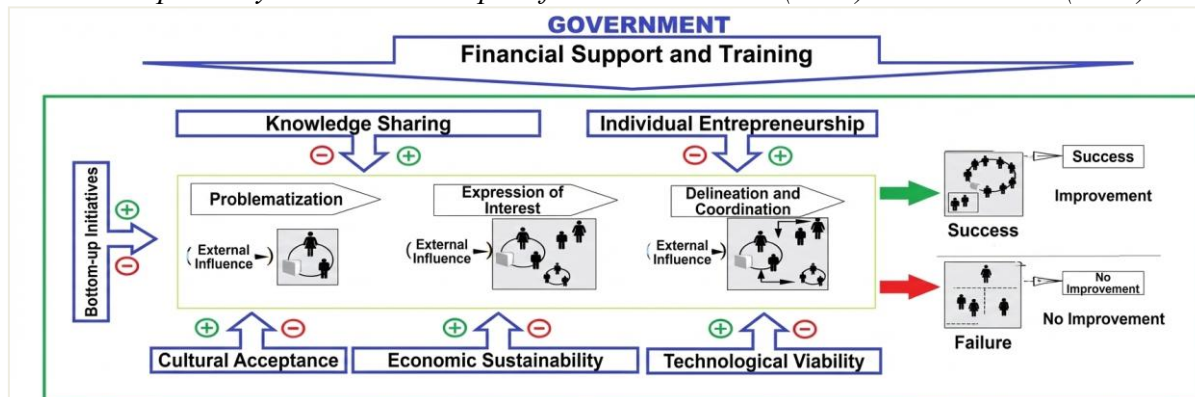 GOVERNMENT
Financial Support and Training
Knowledge Sharing
Individual Entrepreneurship
Bottom-up Initiatives
Problematization
Expression of
Interest
Delineation and
Coordination
External
Influence
External
Influence
External
Influence
Success
Improvement
Success
No
Improvement
No Improvement
Failure
Cultural Acceptance
Economic Sustainability
Technological Viability